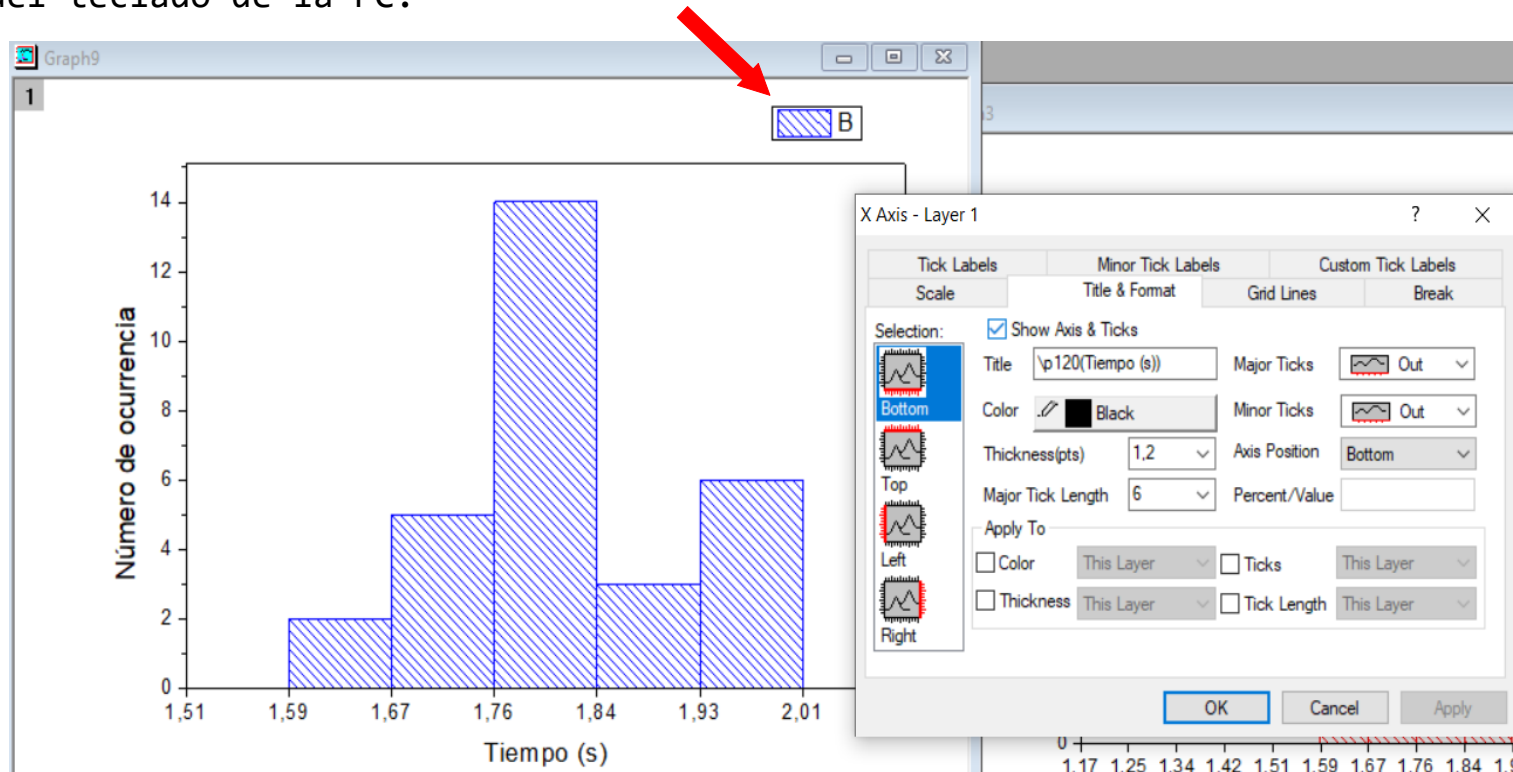 del teclado de la PC.
Graph9
1
B
14
12
10
8
6
4
2
0
Número de ocurrencia
1,51 1,59 1,67 1,76 1,84 1,93 2,01
Tiempo (s)
X Axis - Layer 1 ?
Tick Labels Minor Tick Labels Custom Tick Labels
Scale Title & Format Grid Lines Break
Selection:
Bottom
Top
Left
Right
Show Axis & Ticks
Title \p120(Tiempo (s)) Major Ticks Out
Color Black Minor Ticks Out
Thickness(pts) 1,2 Axis Position Bottom
Major Tick Length 6 Percent/Value
Apply To
Color This Layer Ticks This Layer
Thickness This Layer Tick Length This Layer
OK Cancel Apply
0
1,17 1,25 1,34 1,42 1,51 1,59 1,67 1,76 1,84